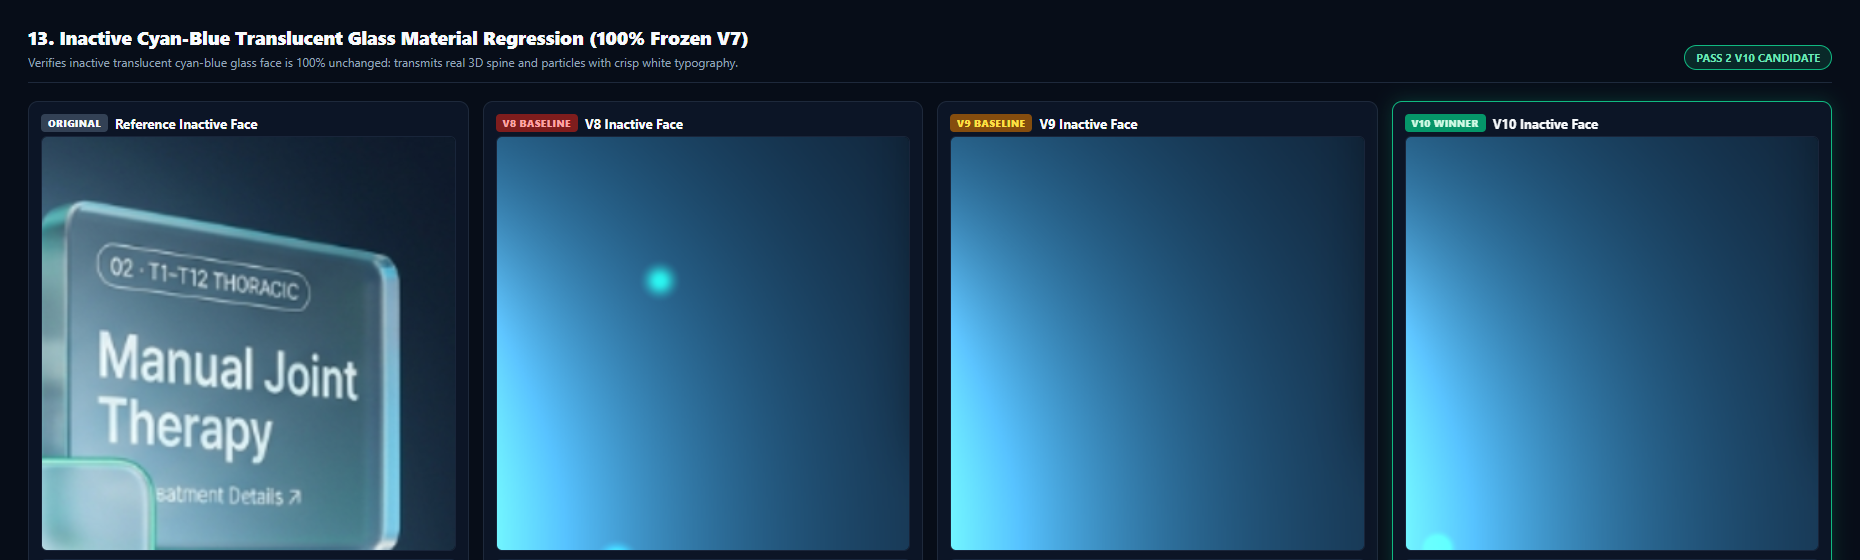 13. Inactive Cyan-Blue Translucent Glass Material Regression (100% Frozen V7)
Verifies inactive translucent cyan-blue glass face is 100% unchanged: transmits real 3D spine and particles with crisp white typography.
PASS 2 V10 CANDIDATE
ORIGINAL Reference Inactive Face
02 · T1–T12 THORACIC
Manual Joint
Therapy
eatment Details ↗
V8 BASELINE V8 Inactive Face
V9 BASELINE V9 Inactive Face
V10 WINNER V10 Inactive Face